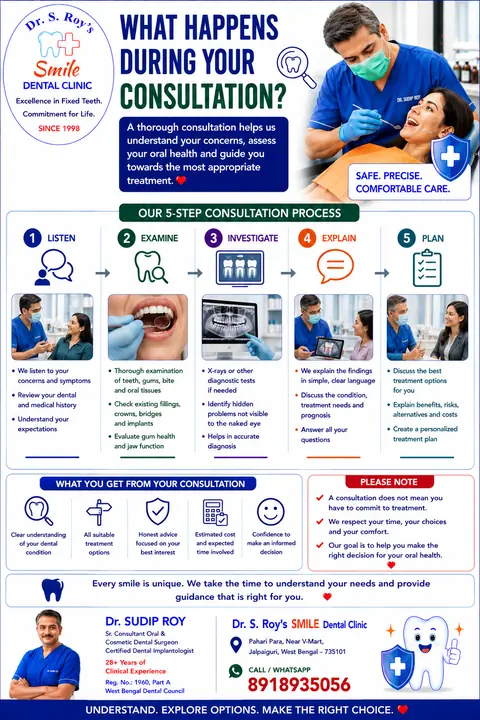 Dr. S. Roy's
Smile
DENTAL CLINIC
Excellence in Fixed Teeth.
Commitment for Life.
SINCE 1998
WHAT HAPPENS
DURING YOUR
CONSULTATION?
A thorough consultation helps us
understand your concerns, assess
your oral health and guide you
towards the most appropriate
treatment.
DR. SUDIP ROY
SAFE. PRECISE.
COMFORTABLE CARE.
OUR 5-STEP CONSULTATION PROCESS
1 LISTEN
We listen to your
concerns and symptoms
Review your dental
and medical history
Understand your
expectations
2 EXAMINE
Thorough examination
of teeth, gums, bite
and oral tissues
Check existing fillings,
crowns, bridges
and implants
Evaluate gum health
and jaw function
3 INVESTIGATE
X-rays or other
diagnostic tests
if needed
Identify hidden
problems not visible
to the naked eye
Helps in accurate
diagnosis
4 EXPLAIN
We explain the findings
in simple, clear language
Discuss the condition,
treatment needs and
prognosis
Answer all your
questions
5 PLAN
Discuss the best
treatment options
for you
Explain benefits, risks,
alternatives and costs
Create a personalized
treatment plan
WHAT YOU GET FROM YOUR CONSULTATION
Clear understanding
of your dental
condition
All suitable
treatment
options
Honest advice
focused on your
best interest
Estimated cost
and expected
time involved
Confidence to
make an informed
decision
PLEASE NOTE
A consultation does not mean you
have to commit to treatment.
We respect your time, your choices
and your comfort.
Our goal is to help you make the
right decision for your oral health.
Every smile is unique. We take the time to understand your needs and provide
guidance that is right for you.
Dr. SUDIP ROY
Sr. Consultant Oral &
Cosmetic Dental Surgeon
Certified Dental Implantologist
28+ Years of
Clinical Experience
Reg. No.: 1960, Part A
West Bengal Dental Council
Dr. S. Roy's SMILE Dental Clinic
Pahari Para, Near V-Mart,
Jalpaiguri, West Bengal – 735101
CALL / WHATSAPP
8918935056
UNDERSTAND. EXPLORE OPTIONS. MAKE THE RIGHT CHOICE.